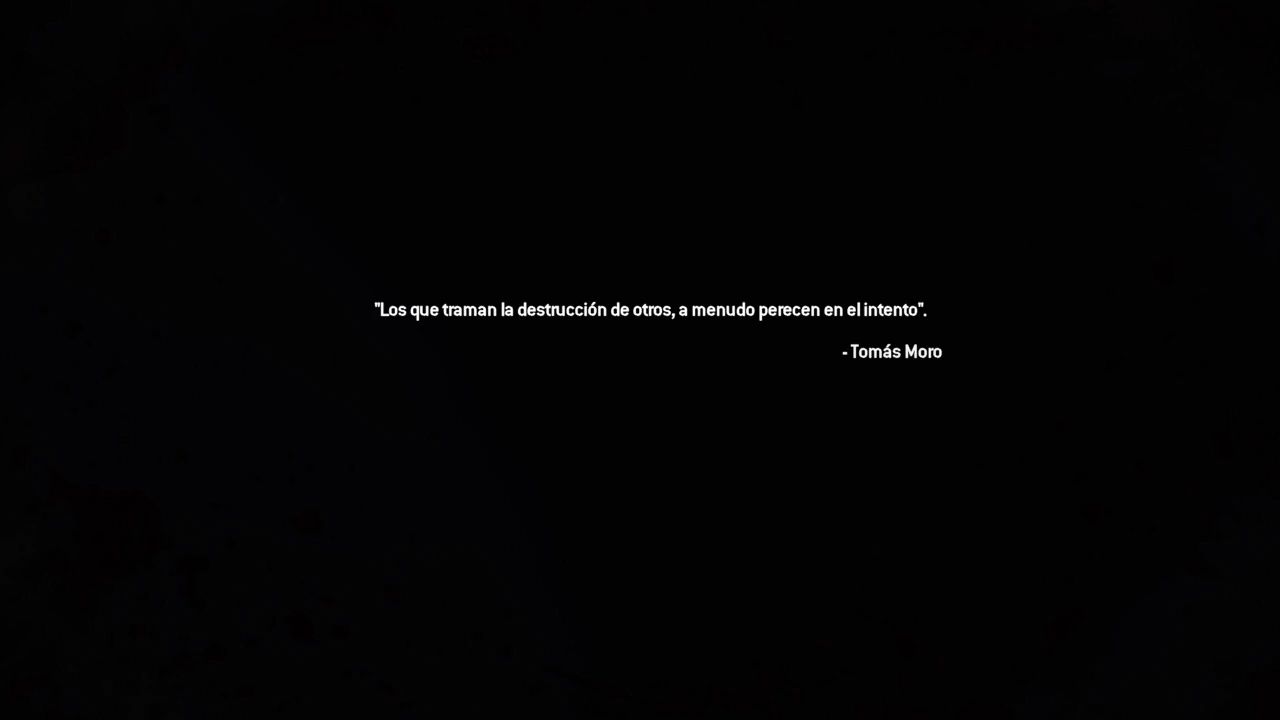 "Los que traman la destrucción de otros, a menudo perecen en el intento".
- Tomás Moro